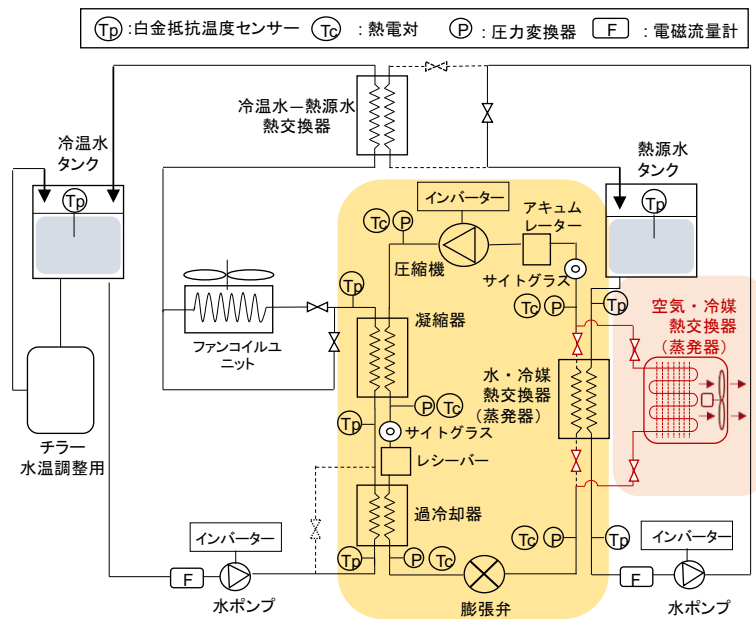 Tp :白金抵抗温度センサー Tc :熱電対 P :圧力変換器 F :電磁流量計
冷温水ー熱源水
熱交換器
冷温水
タンク
Tp
熱源水
タンク
Tp
インバーター
アキュム
レーター
Tc P
圧縮機
サイトグラス
Tp
Tc P
Tp
空気・冷媒
熱交換器
(蒸発器)
凝縮器
ファンコイルユ
ニット
水・冷媒
熱交換器
(蒸発器)
P Tc
Tp
サイトグラス
レシーバー
チラー
水温調整用
過冷却器
インバーター
Tp
P Tc
Tc P
Tp
インバーター
F
水ポンプ
膨張弁
F
水ポンプ